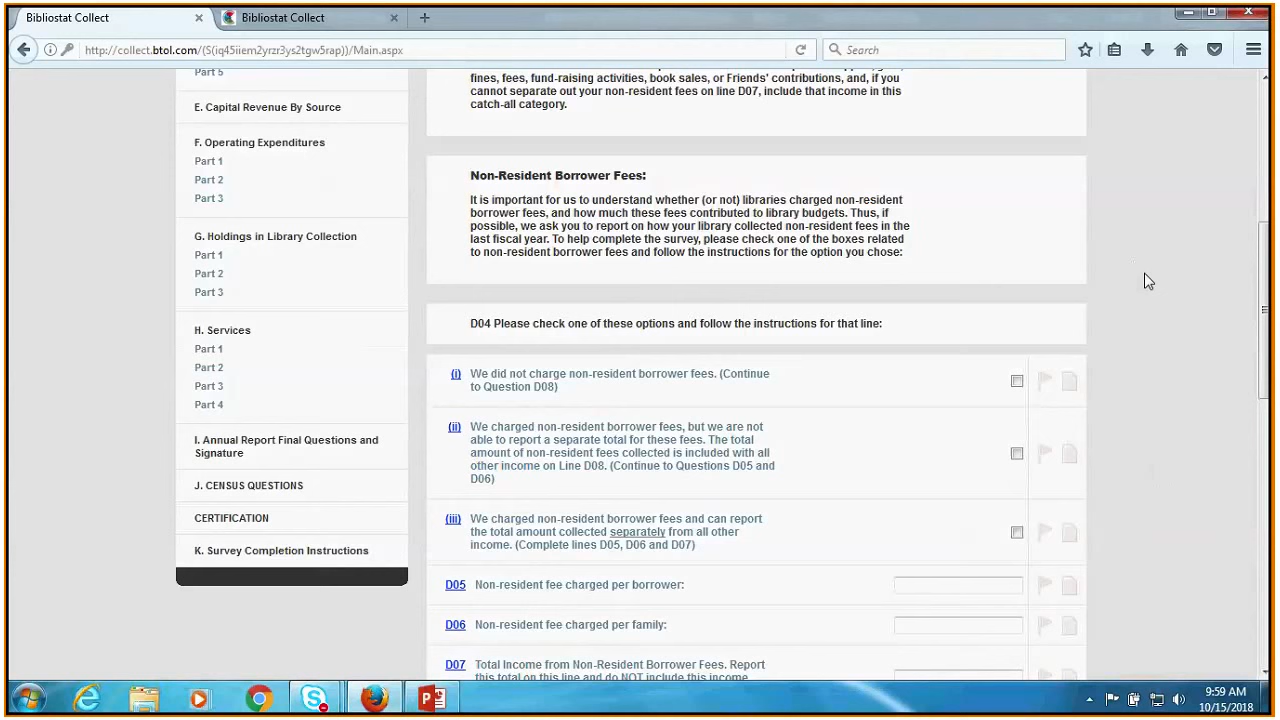 Bibliostat Collect
Bibliostat Collect
http://collect.btol.com/(S(iq45iiem2yrzr3ys2tgw5rap))/Main.aspx
Search
Part 5
E. Capital Revenue By Source
F. Operating Expenditures
Part 1
Part 2
Part 3
G. Holdings in Library Collection
Part 1
Part 2
Part 3
H. Services
Part 1
Part 2
Part 3
Part 4
I. Annual Report Final Questions and
Signature
J. CENSUS QUESTIONS
CERTIFICATION
K. Survey Completion Instructions
fines, fees, fund-raising activities, book sales, or Friends' contributions, and, if you
cannot separate out your non-resident fees on line D07, include that income in this
catch-all category.
Non-Resident Borrower Fees:
It is important for us to understand whether (or not) libraries charged non-resident
borrower fees, and how much these fees contributed to library budgets. Thus, if
possible, we ask you to report on how your library collected non-resident fees in the
last fiscal year. To help complete the survey, please check one of the boxes related
to non-resident borrower fees and follow the instructions for the option you chose:
D04 Please check one of these options and follow the instructions for that line:
(i) We did not charge non-resident borrower fees. (Continue
to Question D08)
(ii) We charged non-resident borrower fees, but we are not
able to report a separate total for these fees. The total
amount of non-resident fees collected is included with all
other income on Line D08. (Continue to Questions D05 and
D06)
(iii) We charged non-resident borrower fees and can report
the total amount collected separately from all other
income. (Complete lines D05, D06 and D07)
D05 Non-resident fee charged per borrower:
D06 Non-resident fee charged per family:
D07 Total Income from Non-Resident Borrower Fees. Report
this total on this line and do NOT include this income
9:59 AM
10/15/2018